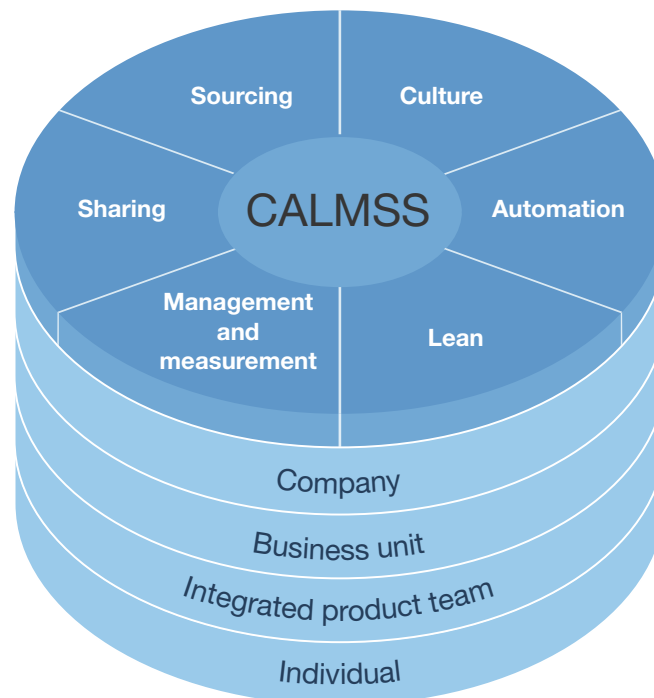 Sourcing
Culture
Sharing
CALMSS
Automation
Management
and
measurement
Lean
Company
Business unit
Integrated product team
Individual